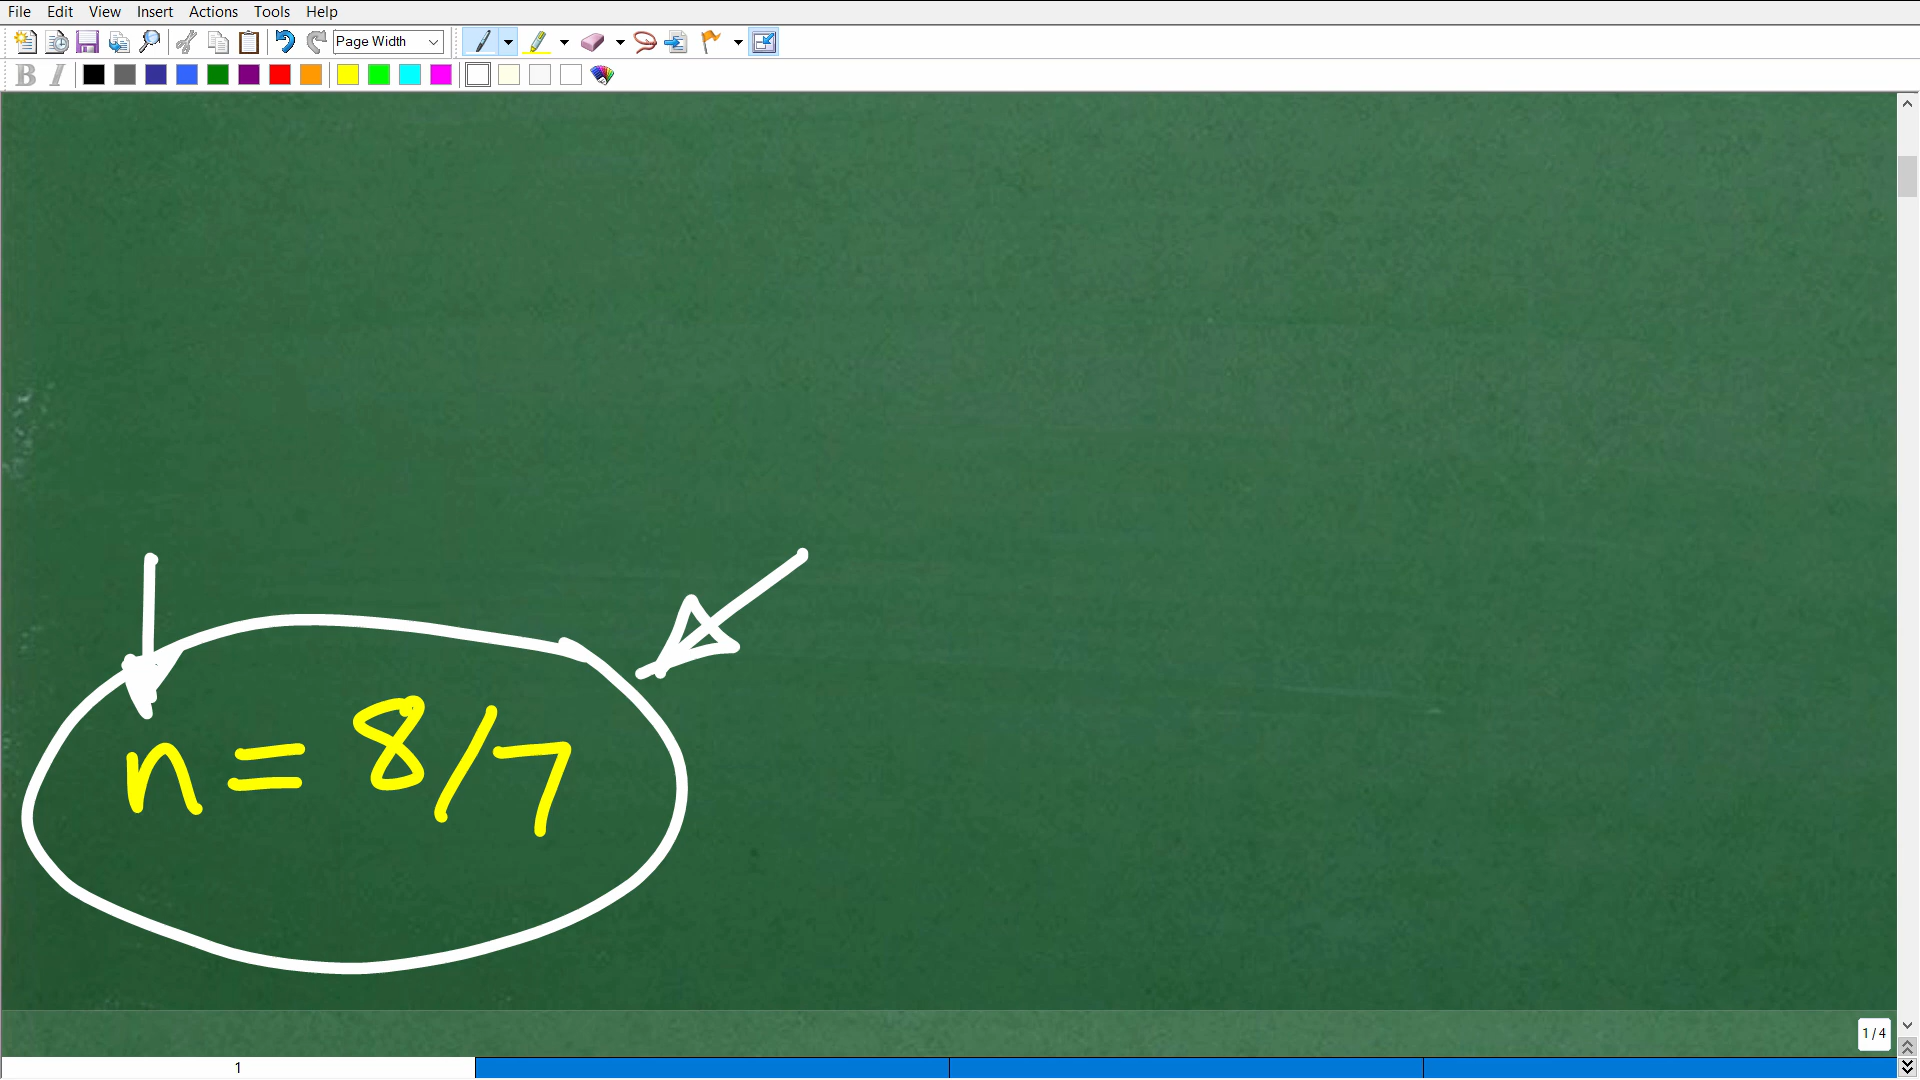 File Edit View Insert Actions Tools Help
Page Width
B I
n = 8/7
1 / 4
1